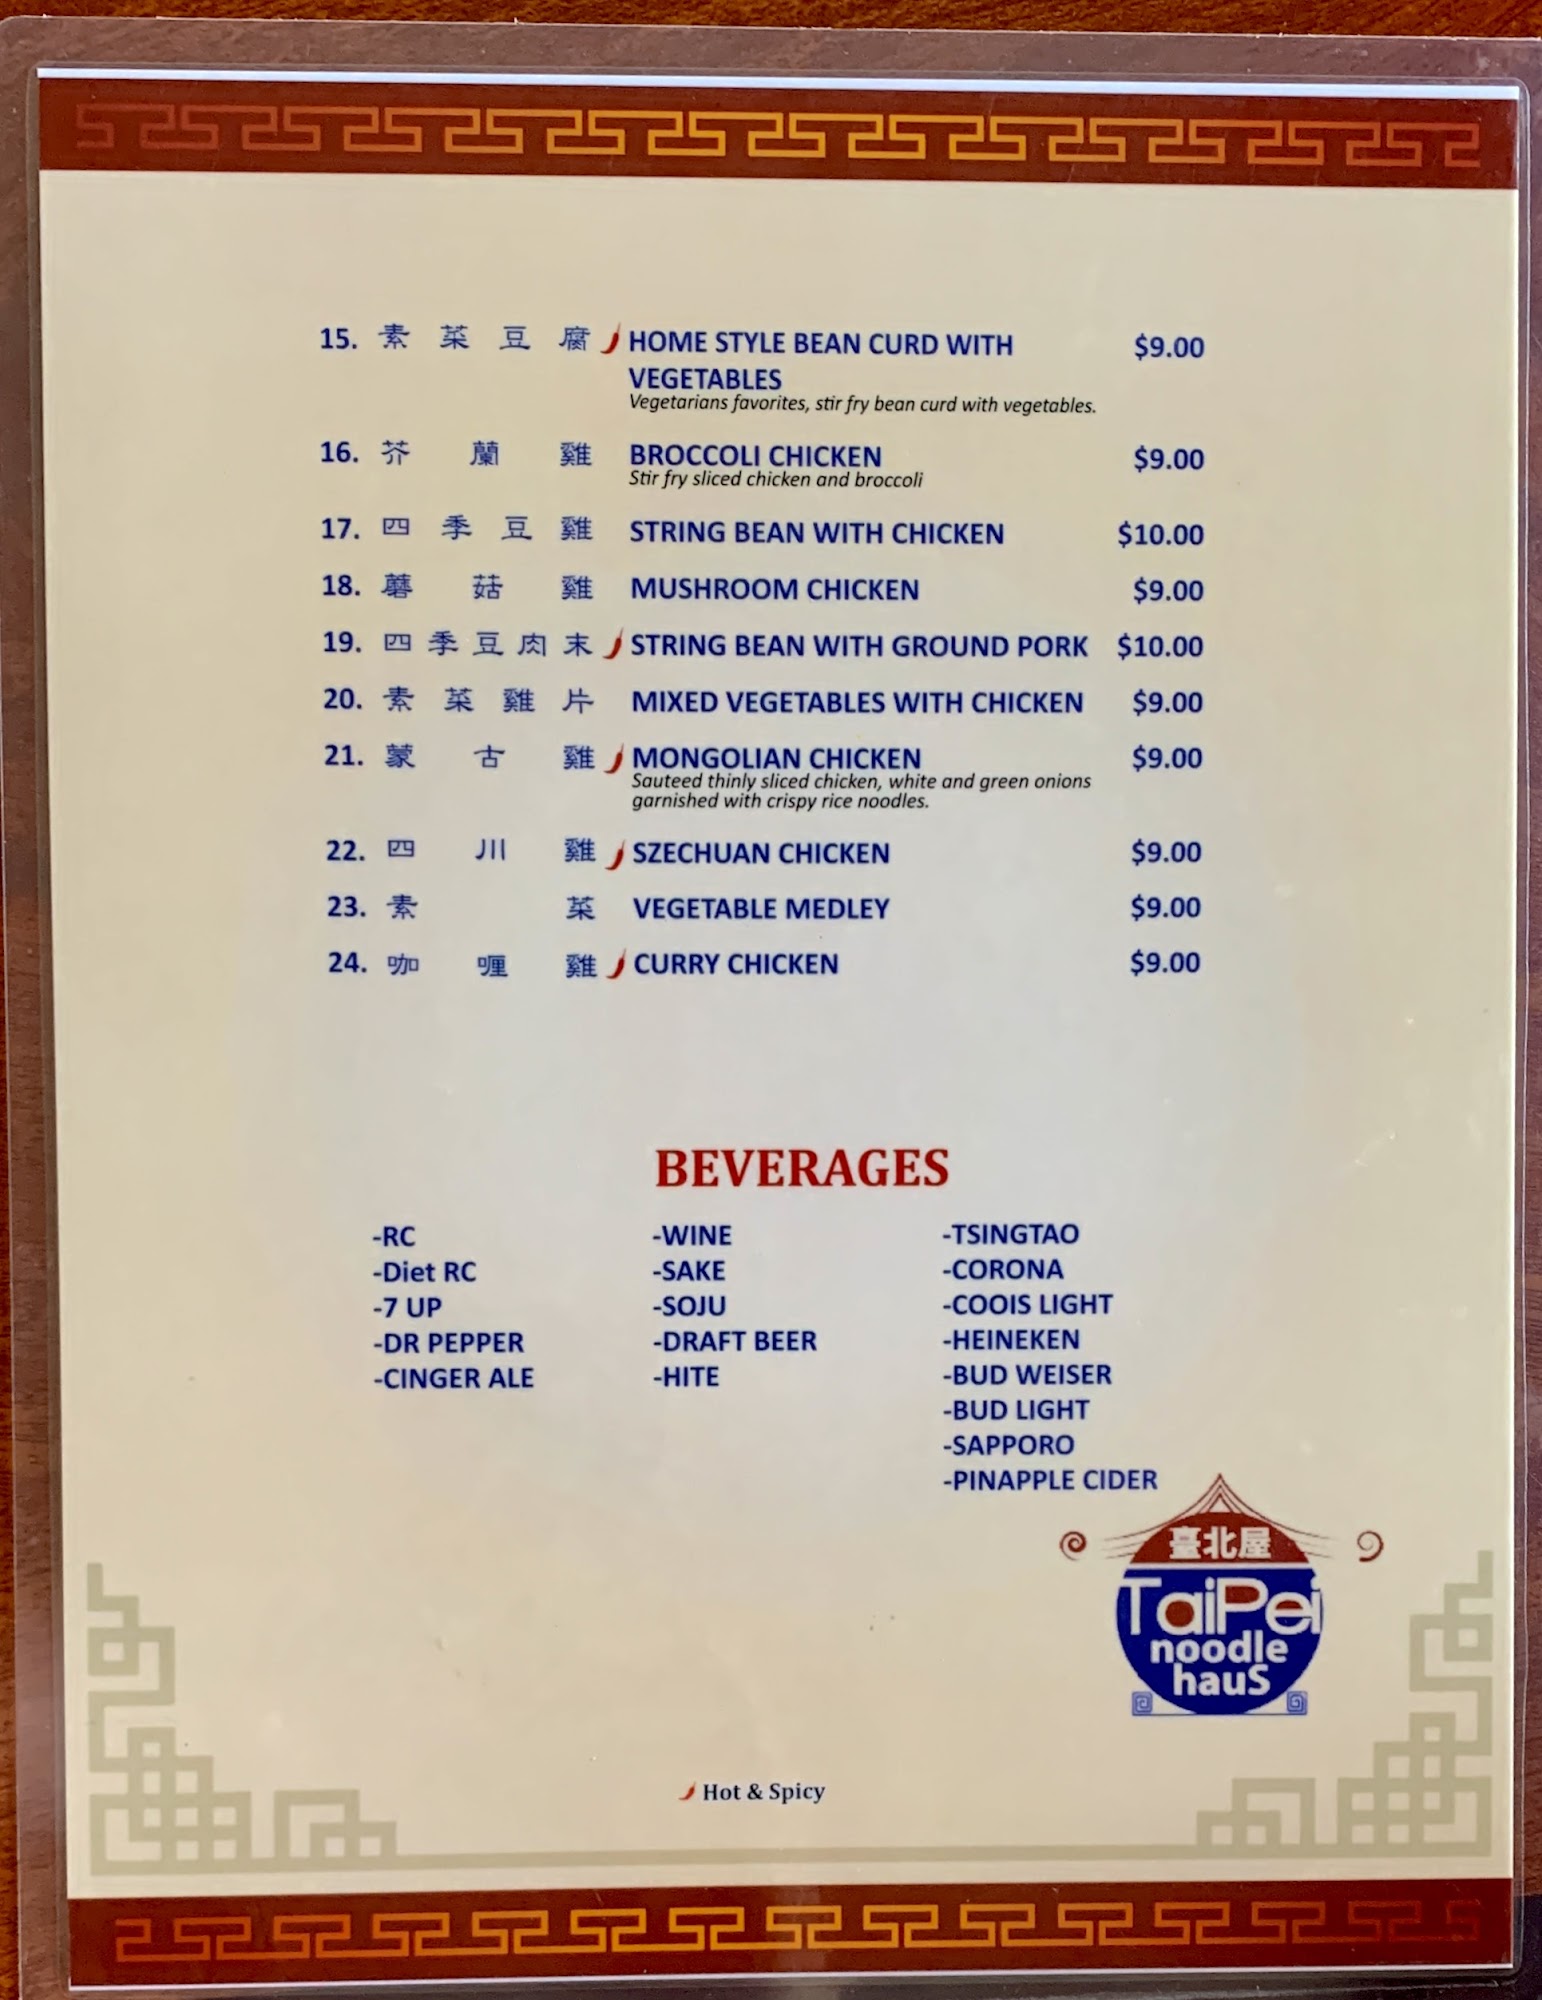 15. 素菜豆腐 HOME STYLE BEAN CURD WITH $9.00
VEGETABLES
Vegetarians favorites, stir fry bean curd with vegetables.
16. 芥蘭雞 BROCCOLI CHICKEN $9.00
Stir fry sliced chicken and broccoli
17. 四季豆雞 STRING BEAN WITH CHICKEN $10.00
18. 蘑菇雞 MUSHROOM CHICKEN $9.00
19. 四季豆肉末 STRING BEAN WITH GROUND PORK $10.00
20. 素菜雞片 MIXED VEGETABLES WITH CHICKEN $9.00
21. 蒙古雞 MONGOLIAN CHICKEN $9.00
Sauteed thinly sliced chicken, white and green onions
garnished with crispy rice noodles.
22. 四川雞 SZECHUAN CHICKEN $9.00
23. 素菜 VEGETABLE MEDLEY $9.00
24. 咖喱雞 CURRY CHICKEN $9.00
BEVERAGES
-RC
-Diet RC
-7 UP
-DR PEPPER
-CINGER ALE
-WINE
-SAKE
-SOJU
-DRAFT BEER
-HITE
-TSINGTAO
-CORONA
-COOIS LIGHT
-HEINEKEN
-BUD WEISER
-BUD LIGHT
-SAPPORO
-PINAPPLE CIDER
臺北屋
TaiPei
noodle
hauS
Hot & Spicy